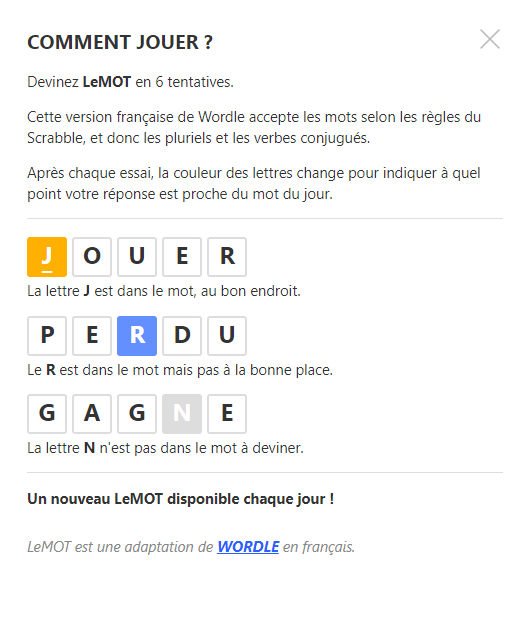 COMMENT JOUER ?
Devinez LeMOT en 6 tentatives.
Cette version française de Wordle accepte les mots selon les règles du
Scrabble, et donc les pluriels et les verbes conjugués.
Après chaque essai, la couleur des lettres change pour indiquer à quel
point votre réponse est proche du mot du jour.
J O U E R
La lettre J est dans le mot, au bon endroit.
P E R D U
Le R est dans le mot mais pas à la bonne place.
G A G N E
La lettre N n'est pas dans le mot à deviner.
Un nouveau LeMOT disponible chaque jour !
LeMOT est une adaptation de WORDLE en français.